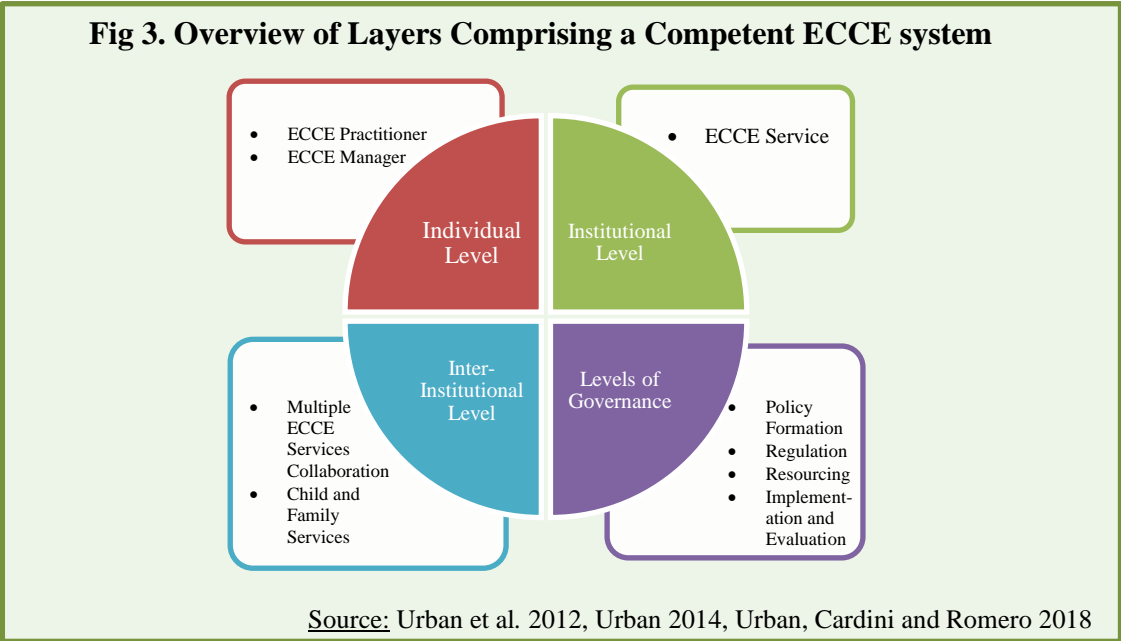 Fig 3. Overview of Layers Comprising a Competent ECCE system
• ECCE Practitioner
• ECCE Manager
• ECCE Service
Individual
Level
Institutional
Level
Inter-
Institutional
Level
Levels of
Governance
• Multiple
ECCE
Services
Collaboration
• Child and
Family
Services
• Policy
Formation
• Regulation
• Resourcing
• Implement-
ation and
Evaluation
Source: Urban et al. 2012, Urban 2014, Urban, Cardini and Romero 2018